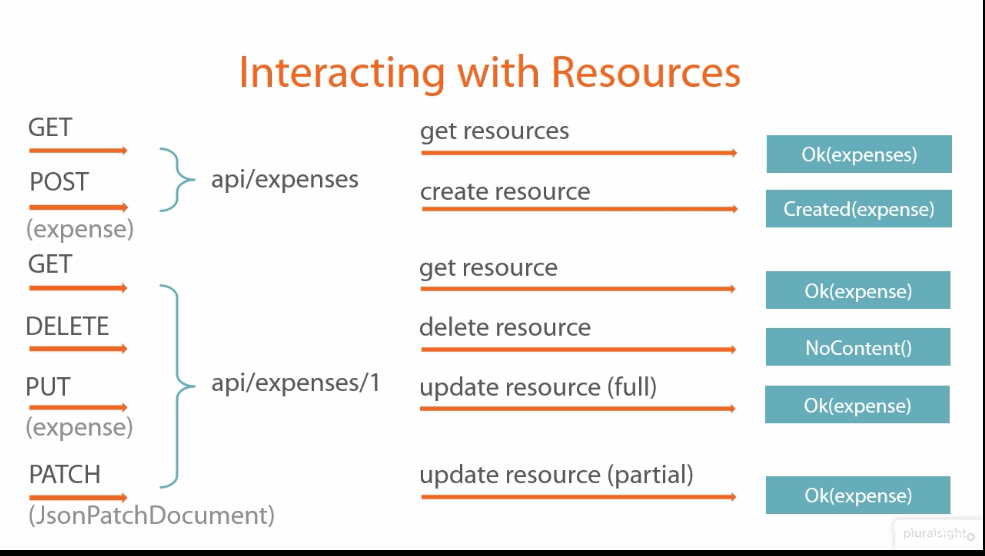 Interacting with Resources
GET
get resources
Ok(expenses)
POST
api/expenses
create resource
Created(expense)
(expense)
GET
get resource
Ok(expense)
DELETE
delete resource
NoContent()
PUT
api/expenses/1
update resource (full)
Ok(expense)
(expense)
PATCH
update resource (partial)
Ok(expense)
(JsonPatchDocument)
pluralsight